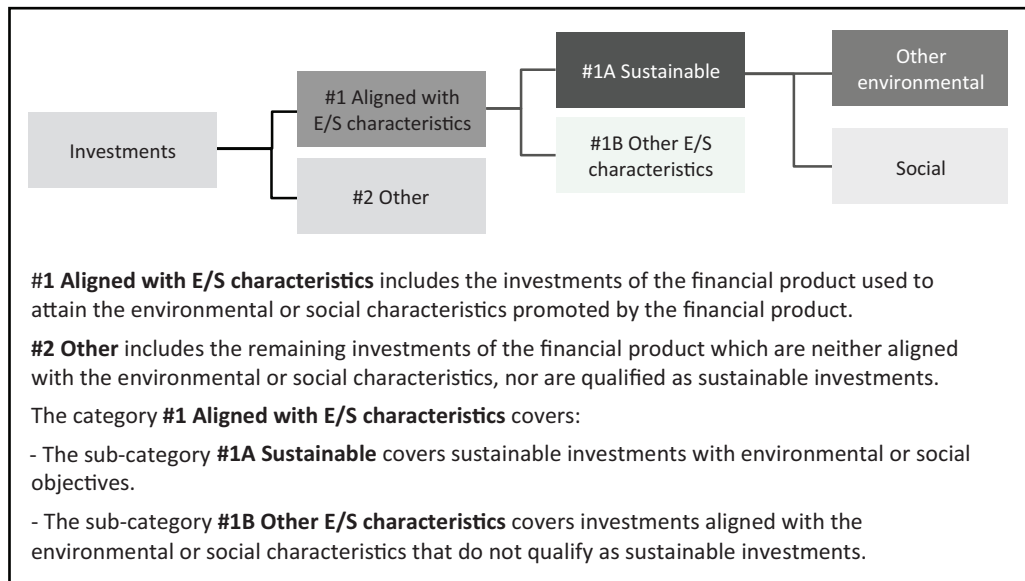 Investments
#1 Aligned with
E/S characteristics
#2 Other
#1A Sustainable
#1B Other E/S
characteristics
Other
environmental
Social
#1 Aligned with E/S characteristics includes the investments of the financial product used to
attain the environmental or social characteristics promoted by the financial product.
#2 Other includes the remaining investments of the financial product which are neither aligned
with the environmental or social characteristics, nor are qualified as sustainable investments.
The category #1 Aligned with E/S characteristics covers:
- The sub-category #1A Sustainable covers sustainable investments with environmental or social
objectives.
- The sub-category #1B Other E/S characteristics covers investments aligned with the
environmental or social characteristics that do not qualify as sustainable investments.